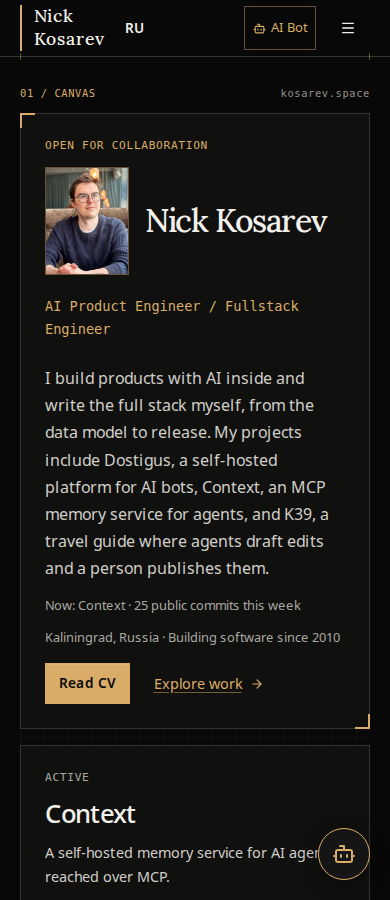 Nick
Kosarev
RU
AI Bot
01 / CANVAS
kosarev.space
OPEN FOR COLLABORATION
Nick Kosarev
AI Product Engineer / Fullstack
Engineer
I build products with AI inside and
write the full stack myself, from the
data model to release. My projects
include Dostigus, a self-hosted
platform for AI bots, Context, an MCP
memory service for agents, and K39, a
travel guide where agents draft edits
and a person publishes them.
Now: Context · 25 public commits this week
Kaliningrad, Russia · Building software since 2010
Read CV
Explore work →
ACTIVE
Context
A self-hosted memory service for AI
reached over MCP.